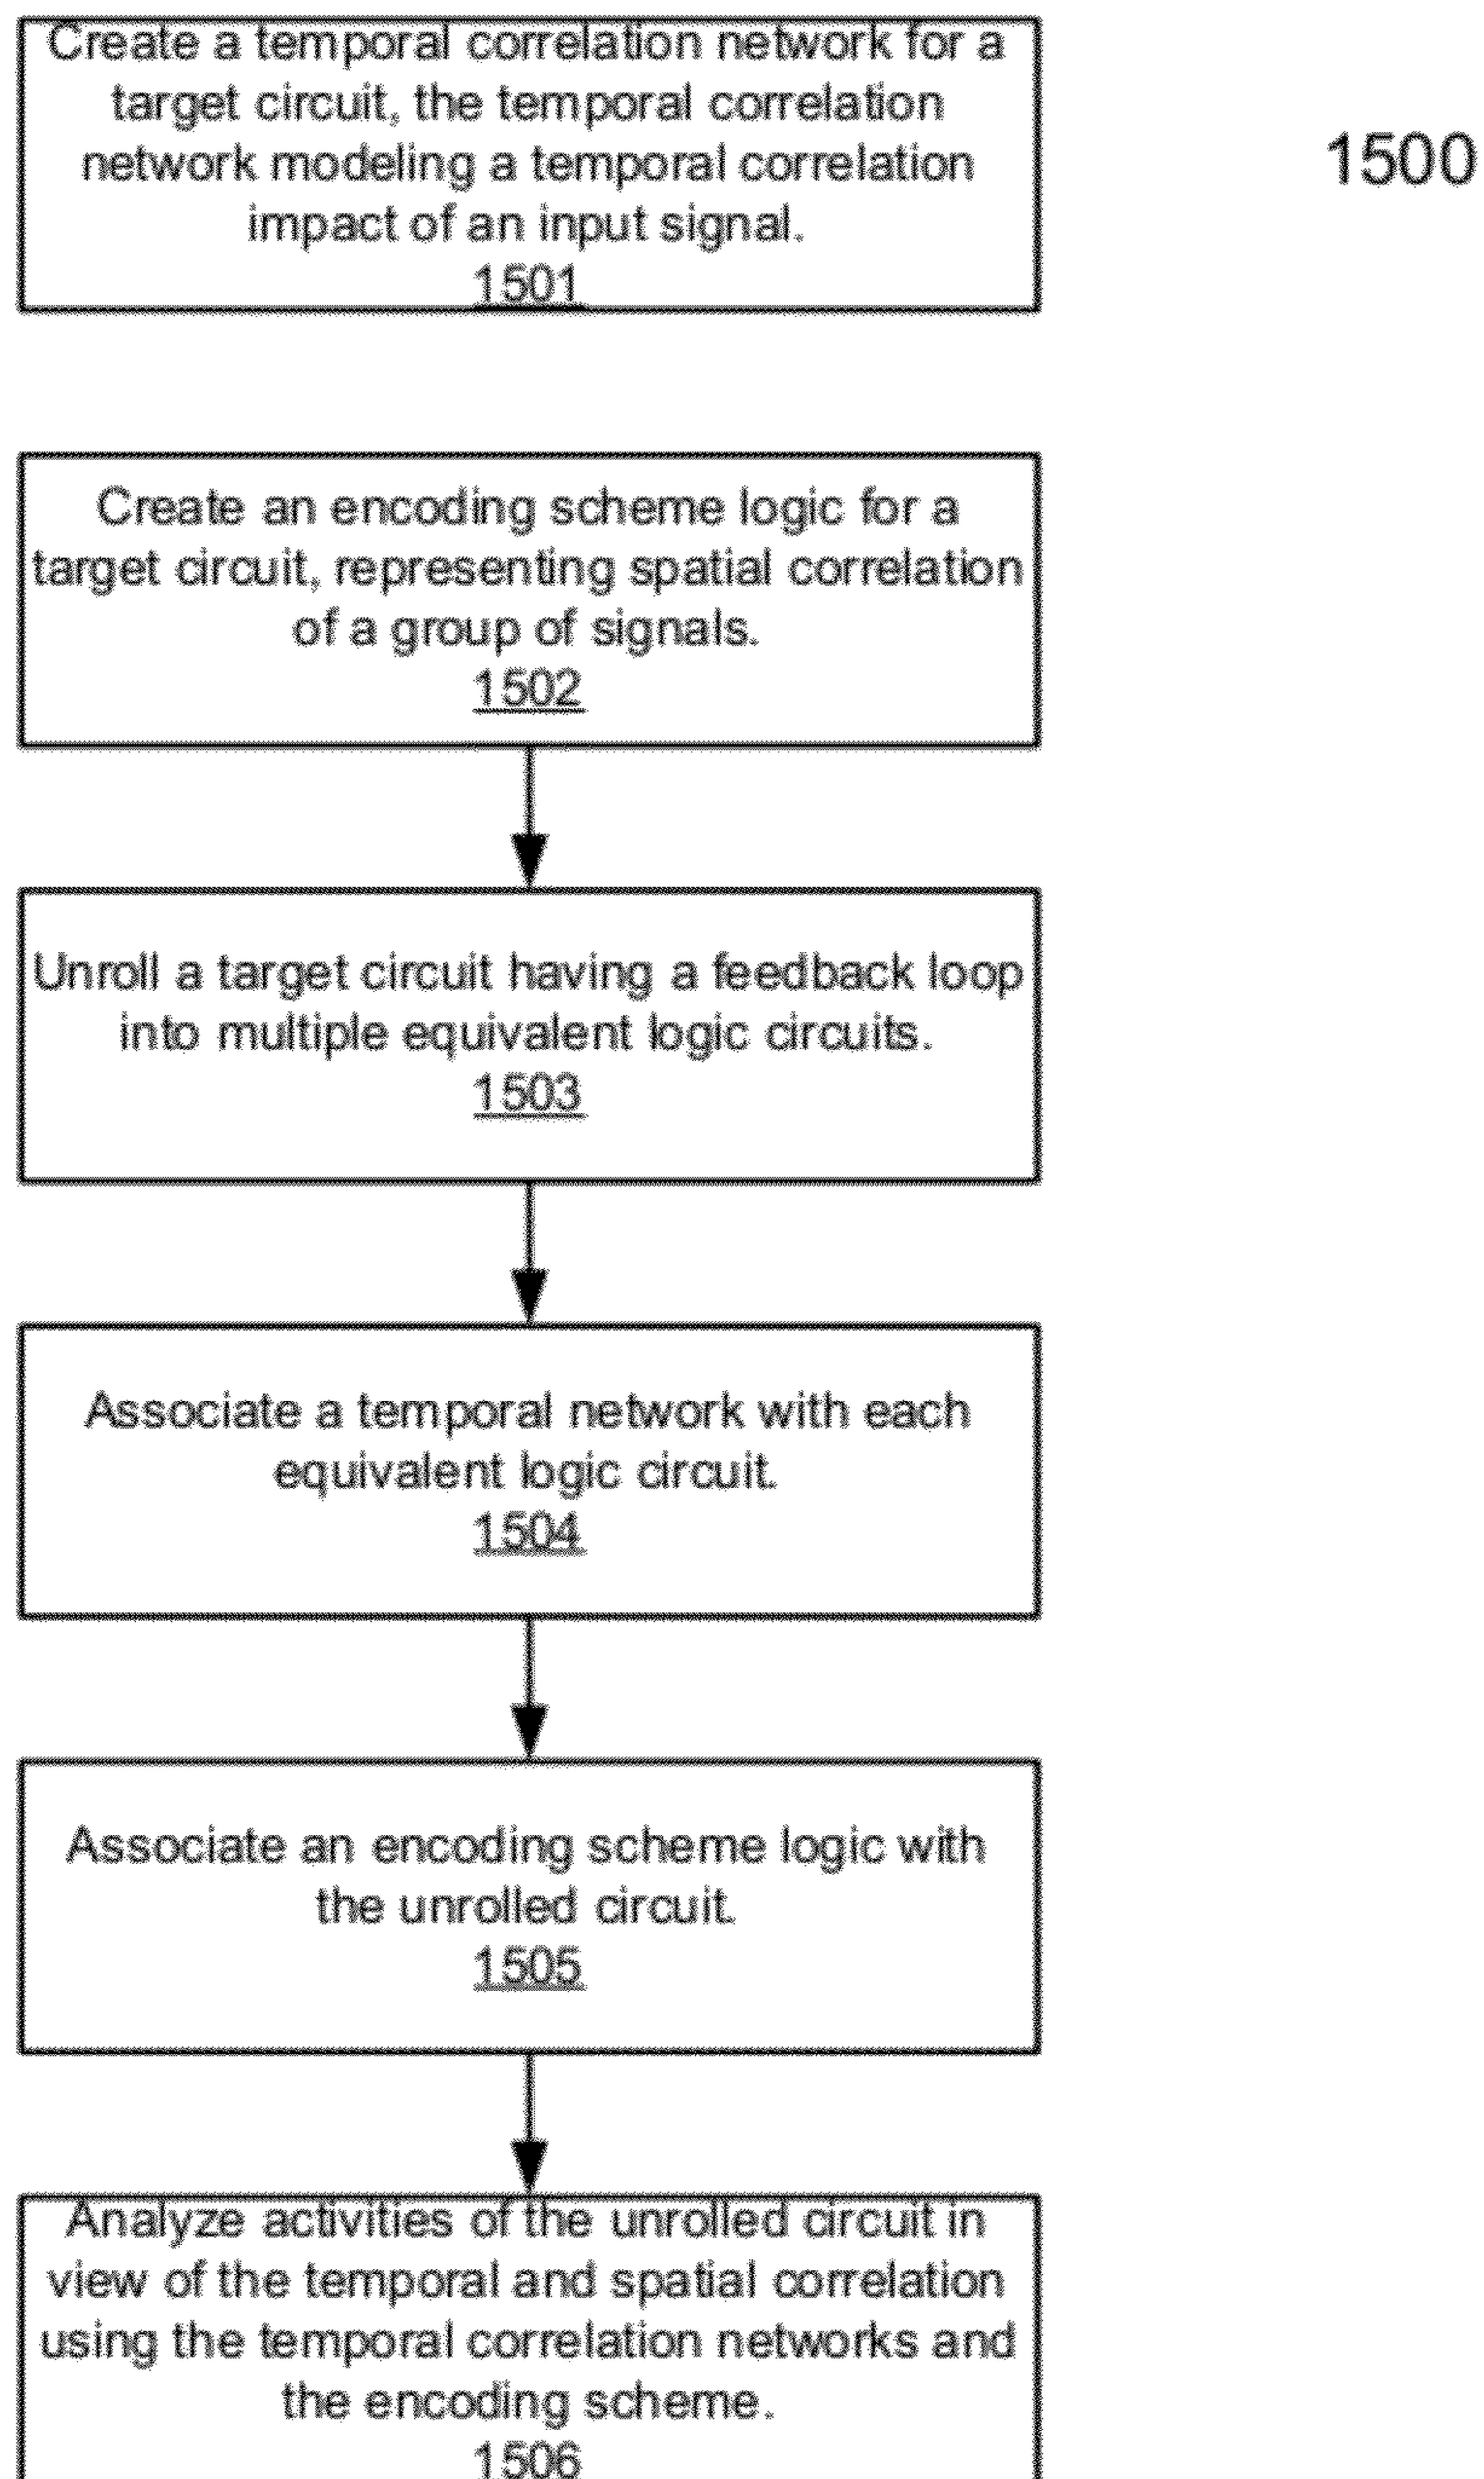 Create a temporal correlation network for a
target circuit, the temporal correlation
network modeling a temporal correlation
impact of an input signal.
1501
1500
Create an encoding scheme logic for a
target circuit, representing spatial correlation
of a group of signals.
1502
Unroll a target circuit having a feedback loop
into multiple equivalent logic circuits.
1503
Associate a temporal network with each
equivalent logic circuit.
1504
Associate an encoding scheme logic with
the unrolled circuit.
1505
Analyze activities of the unrolled circuit in
view of the temporal and spatial correlation
using the temporal correlation networks and
the encoding scheme.
1506